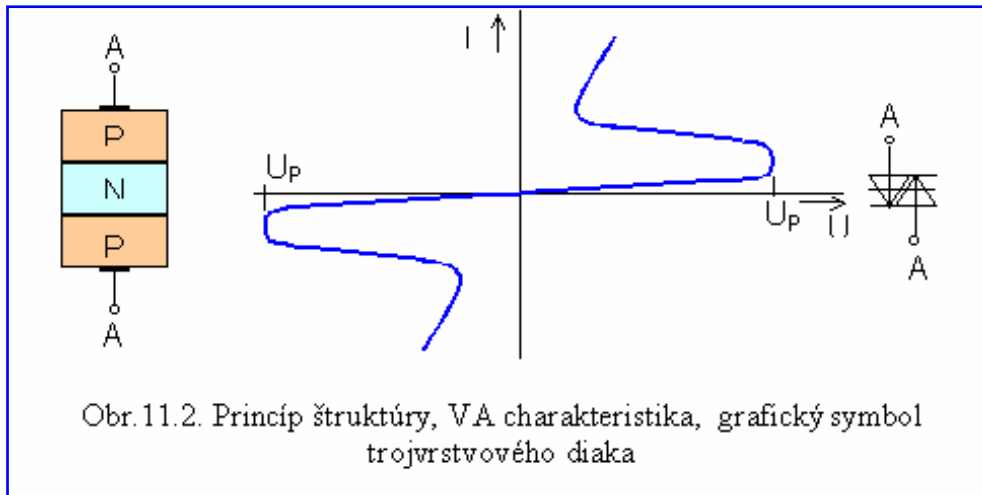 A
P
N
P
A
I
U
U_P
U_P
A
A
Obr.11.2. Princíp štruktúry, VA charakteristika, grafický symbol
trojvrstvového diaka